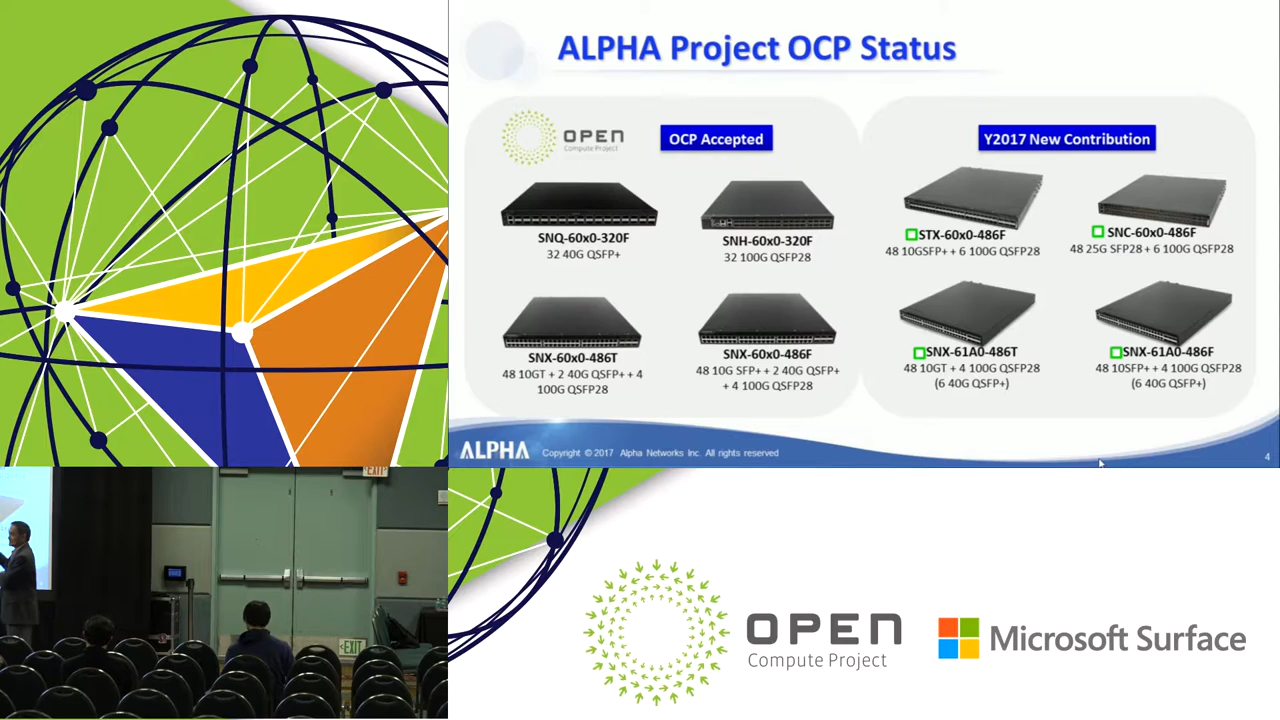 ALPHA Project OCP Status
OPEN
Compute Project
OCP Accepted
SNQ-60x0-320F
32 40G QSFP+
SNH-60x0-320F
32 100G QSFP28
SNX-60x0-486T
48 10GT + 2 40G QSFP++ 4
100G QSFP28
SNX-60x0-486F
48 10G SFP++ 2 40G QSFP+
+ 4 100G QSFP28
Y2017 New Contribution
STX-60x0-486F
48 10GSFP+ + 6 100G QSFP28
SNC-60x0-486F
48 25G SFP28 + 6 100G QSFP28
SNX-61A0-486T
48 10GT + 4 100G QSFP28
(6 40G QSFP+)
SNX-61A0-486F
48 10SFP++ 4 100G QSFP28
(6 40G QSFP+)
ALPHA
Copyright © 2017 Alpha Networks Inc. All rights reserved
4
EXIT
EXIT
OPEN
Compute Project
Microsoft Surface